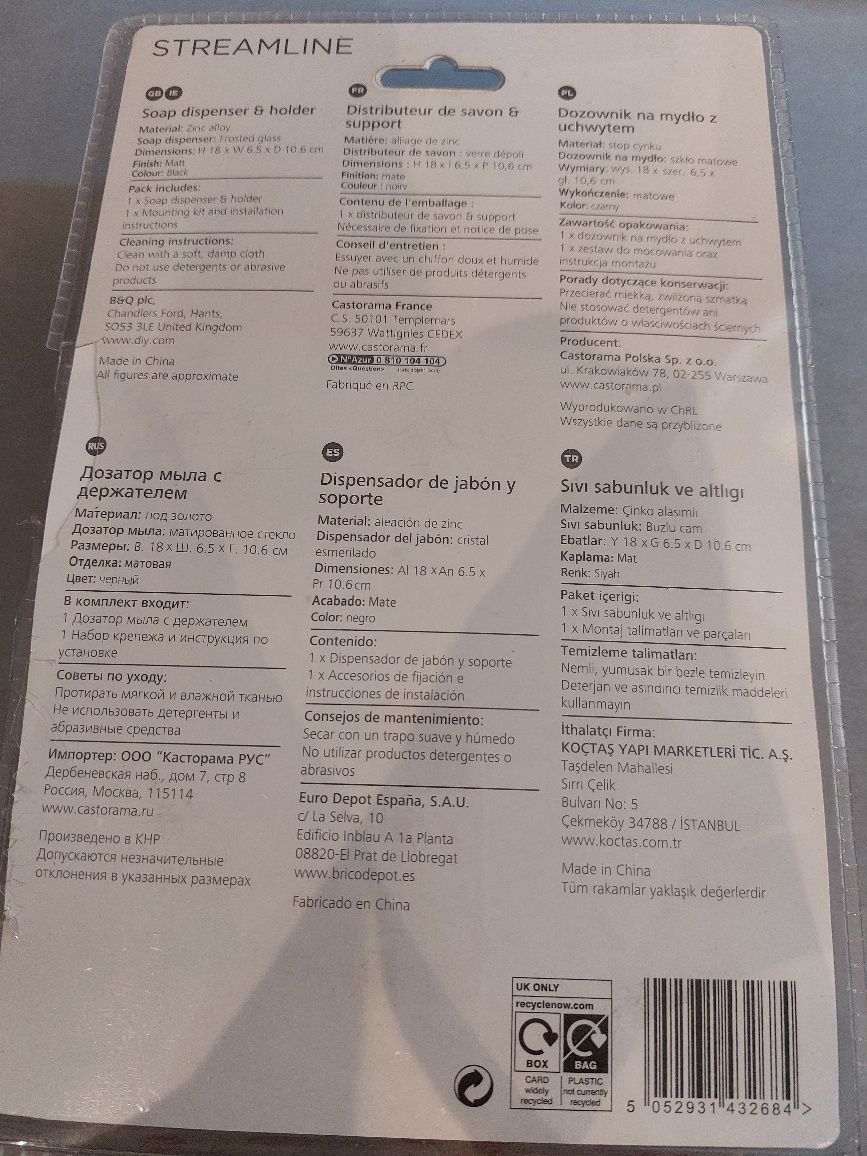 STREAMLINE
GB IE
Soap dispenser & holder
Material: Zinc alloy
Soap dispenser: Frosted glass
Dimensions: H 18 x W 6.5 x D 10.6 cm
Finish: Matt
Colour: Black
Pack includes:
1 x Soap dispenser & holder
1 x Mounting kit and installation
instructions
Cleaning instructions:
Clean with a soft, damp cloth
Do not use detergents or abrasive
products
B&Q plc,
Chandlers Ford, Hants,
SO53 3LE United Kingdom
www.diy.com
Made in China
All figures are approximate
FR
Distributeur de savon &
support
Matière: alliage de zinc
Distributeur de savon : verre dépoli
Dimensions : H 18 x l 6,5 x P 10,6 cm
Finition: mate
Couleur : noirv
Contenu de l'emballage :
1 x distributeur de savon & support
Nécessaire de fixation et notice de pose
Conseil d'entretien :
Essuyer avec un chiffon doux et humide
Ne pas utiliser de produits détergents
ou abrasifs
Castorama France
C.S. 50101 Templemars
59637 Wattignies CEDEX
www.castorama.fr
N°Azur 0 810 104 104
Dites «Question»
Fabriqué en RPC
PL
Dozownik na mydło z
uchwytem
Materiał: stop cynku
Dozownik na mydło: szkło matowe
Wymiary: wys. 18 x szer. 6,5 x
gł. 10,6 cm
Wykończenie: matowe
Kolor: czarny
Zawartość opakowania:
1 x dozownik na mydło z uchwytem
1 x zestaw do mocowania oraz
instrukcja montażu
Porady dotyczące konserwacji:
Przecierać miękką, zwilżoną szmatką
Nie stosować detergentów ani
produktów o właściwościach ściernych
Producent:
Castorama Polska Sp. z o.o.
ul. Krakowiaków 78, 02-255 Warszawa
www.castorama.pl
Wyprodukowano w ChRL
Wszystkie dane są przybliżone
RUS
Дозатор мыла с
держателем
Материал: под золото
Дозатор мыла: матированное стекло
Размеры: В. 18 x Ш. 6.5 x Г. 10.6 см
Отделка: матовая
Цвет: черный
В комплект входит:
1 Дозатор мыла с держателем
1 Набор крепежа и инструкция по
установке
Советы по уходу:
Протирать мягкой и влажной тканью
Не использовать детергенты и
абразивные средства
Импортер: ООО "Касторама РУС"
Дербеневская наб., дом 7, стр 8
Россия, Москва, 115114
www.castorama.ru
Произведено в КНР
Допускаются незначительные
отклонения в указанных размерах
ES
Dispensador de jabón y
soporte
Material: aleación de zinc
Dispensador del jabón: cristal
esmerilado
Dimensiones: Al 18 x An 6.5 x
Pr 10.6 cm
Acabado: Mate
Color: negro
Contenido:
1 x Dispensador de jabón y soporte
1 x Accesorios de fijación e
instrucciones de instalación
Consejos de mantenimiento:
Secar con un trapo suave y húmedo
No utilizar productos detergentes o
abrasivos
Euro Depot España, S.A.U.
c/ La Selva, 10
Edificio Inblau A 1a Planta
08820-El Prat de Llobregat
www.bricodepot.es
Fabricado en China
TR
Sıvı sabunluk ve altlıgı
Malzeme: Çinko alasımlı
Sıvı sabunluk: Buzlu cam
Ebatlar: Y 18 x G 6.5 x D 10.6 cm
Kaplama: Mat
Renk: Siyah
Paket içerigi:
1 x Sıvı sabunluk ve altlıgı
1 x Montaj talimatları ve parçaları
Temizleme talimatları:
Nemli, yumusak bir bezle temizleyin
Deterjan ve asındırıcı temizlik maddeleri
kullanmayın
İthalatçı Firma:
KOÇTAŞ YAPI MARKETLERİ TİC. A.Ş.
Taşdelen Mahallesi
Sırrı Çelik
Bulvarı No: 5
Çekmeköy 34788 / İSTANBUL
www.koctas.com.tr
Made in China
Tüm rakamlar yaklaşık değerlerdir
UK ONLY
recyclenow.com
BOX BAG
CARD
widely
recycled
PLASTIC
not currently
recycled
5 052931 432684 >